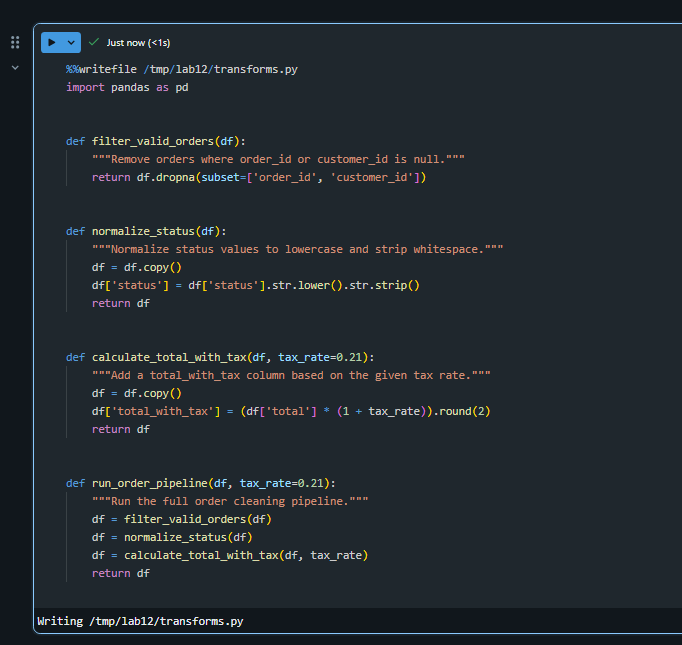 Just now (<1s)
%%writefile /tmp/lab12/transforms.py
import pandas as pd
def filter_valid_orders(df):
"""Remove orders where order_id or customer_id is null."""
return df.dropna(subset=['order_id', 'customer_id'])
def normalize_status(df):
"""Normalize status values to lowercase and strip whitespace."""
df = df.copy()
df['status'] = df['status'].str.lower().str.strip()
return df
def calculate_total_with_tax(df, tax_rate=0.21):
"""Add a total_with_tax column based on the given tax rate."""
df = df.copy()
df['total_with_tax'] = (df['total'] * (1 + tax_rate)).round(2)
return df
def run_order_pipeline(df, tax_rate=0.21):
"""Run the full order cleaning pipeline."""
df = filter_valid_orders(df)
df = normalize_status(df)
df = calculate_total_with_tax(df, tax_rate)
return df
Writing /tmp/lab12/transforms.py